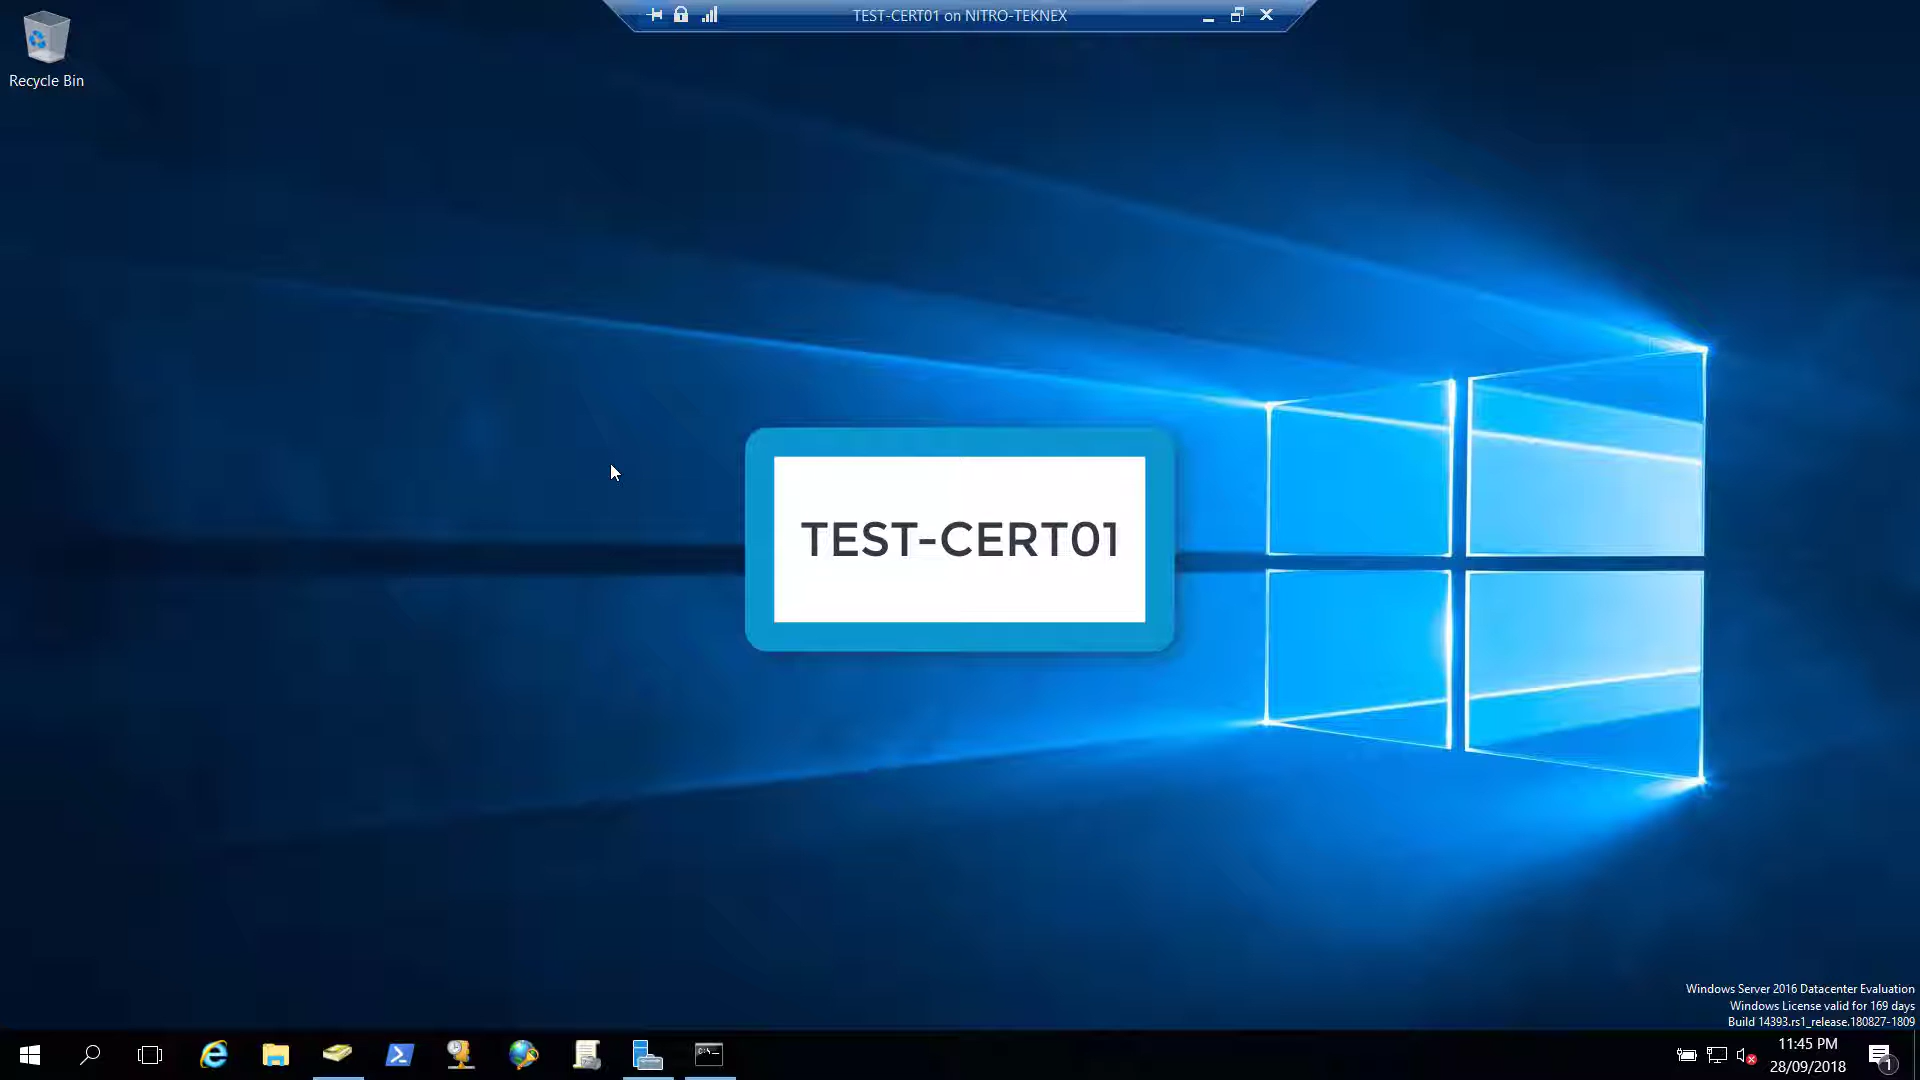 TEST-CERT01 on NITRO-TEKNEX
Recycle Bin
TEST-CERT01
Windows Server 2016 Datacenter Evaluation
Windows License valid for 169 days
Build 14393.rs1_release.180827-1809
11:45 PM
28/09/2018
1